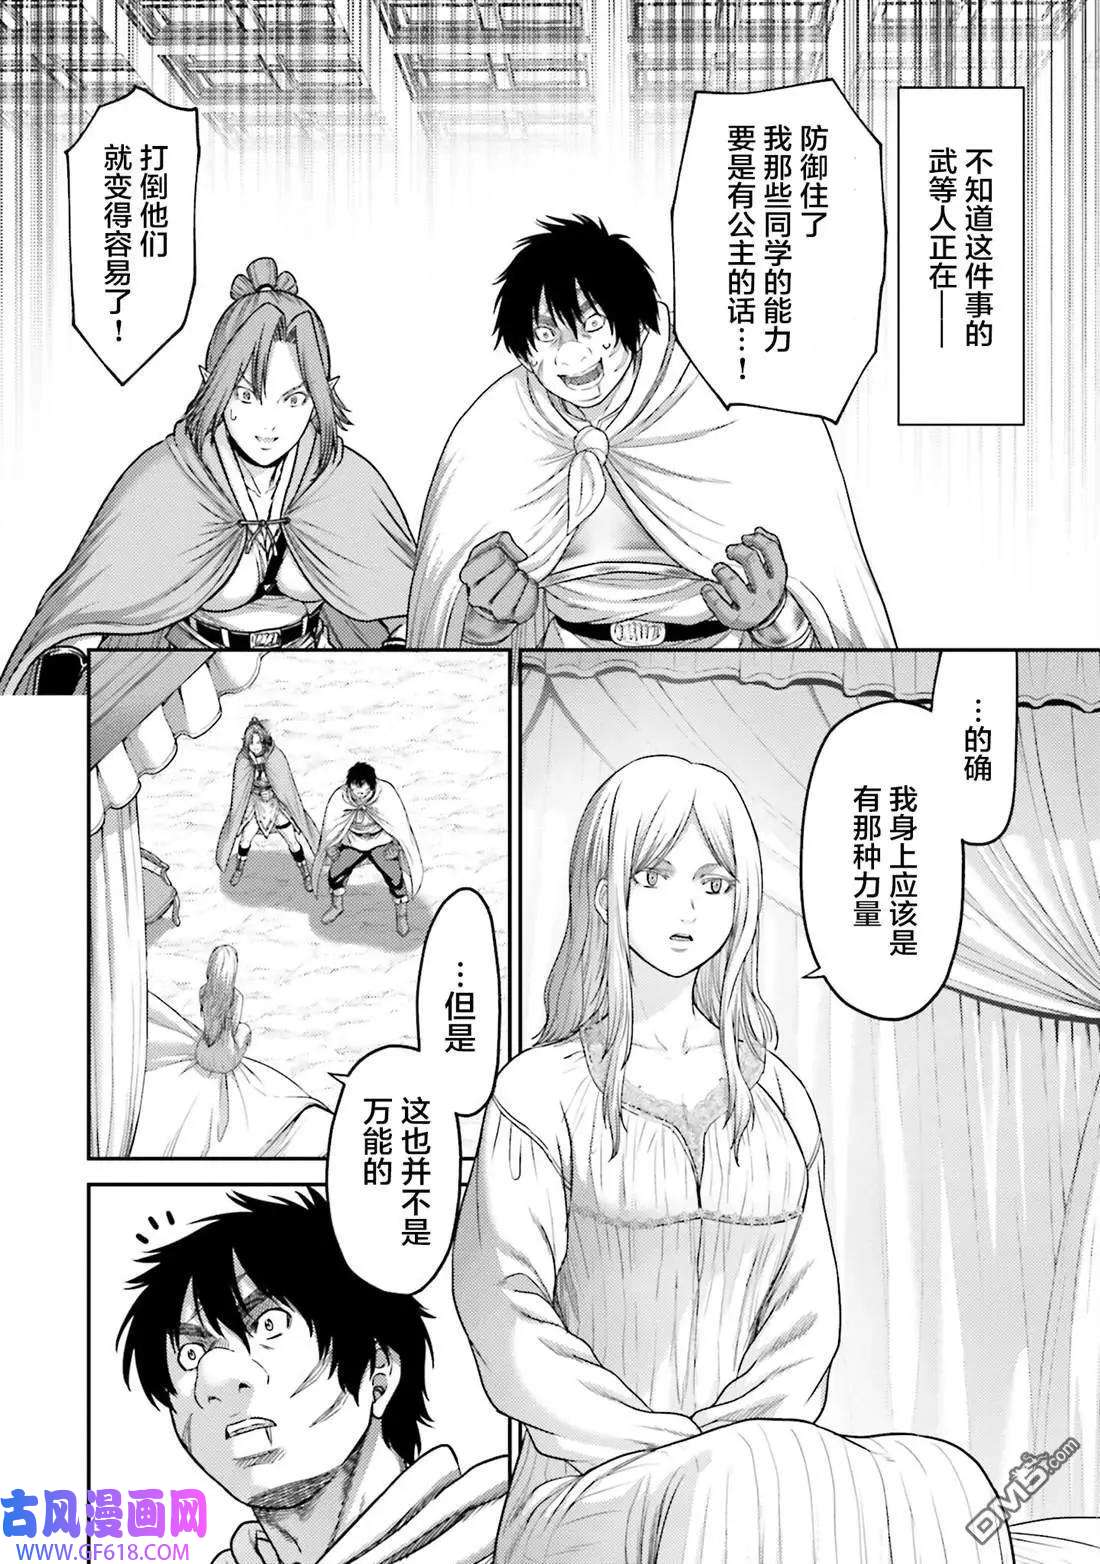 不知道这件事的
武等人正在——
防御住了
我那些同学的能力
要是有公主的话…！
打倒他们
就变得容易了！
…的确
我身上应该是
有那种力量
…但是
这也并不是
万能的
古风漫画网
WWW.GF618.COM
DM5.com